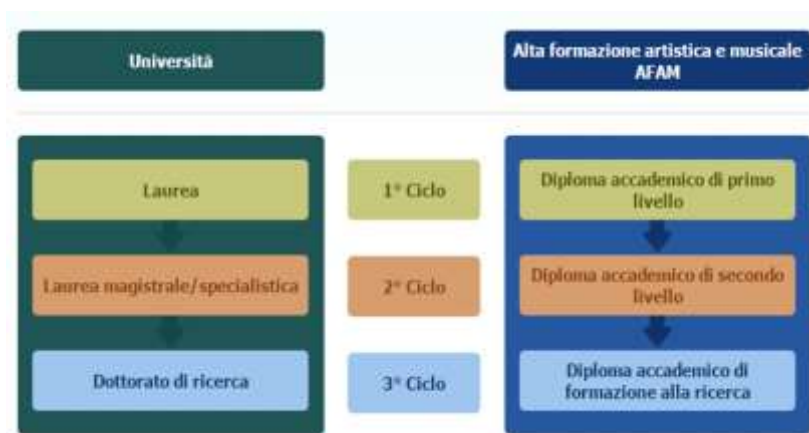 Università
Alta formazione artistica e musicale
AFAM
Laurea
1° Ciclo
Diploma accademico di primo
livello
Laurea magistrale/specialistica
2° Ciclo
Diploma accademico di secondo
livello
Dottorato di ricerca
3° Ciclo
Diploma accademico di
formazione alla ricerca